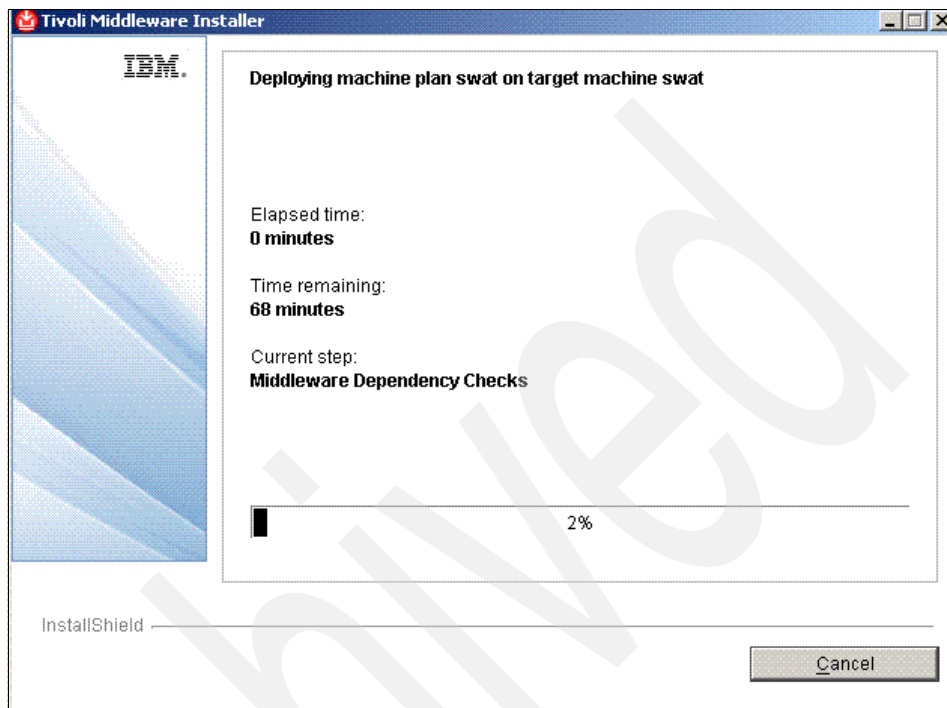 Tivoli Middleware Installer
IBM.
Deploying machine plan swat on target machine swat
Elapsed time:
0 minutes
Time remaining:
68 minutes
Current step:
Middleware Dependency Checks
2%
InstallShield
Cancel
hived